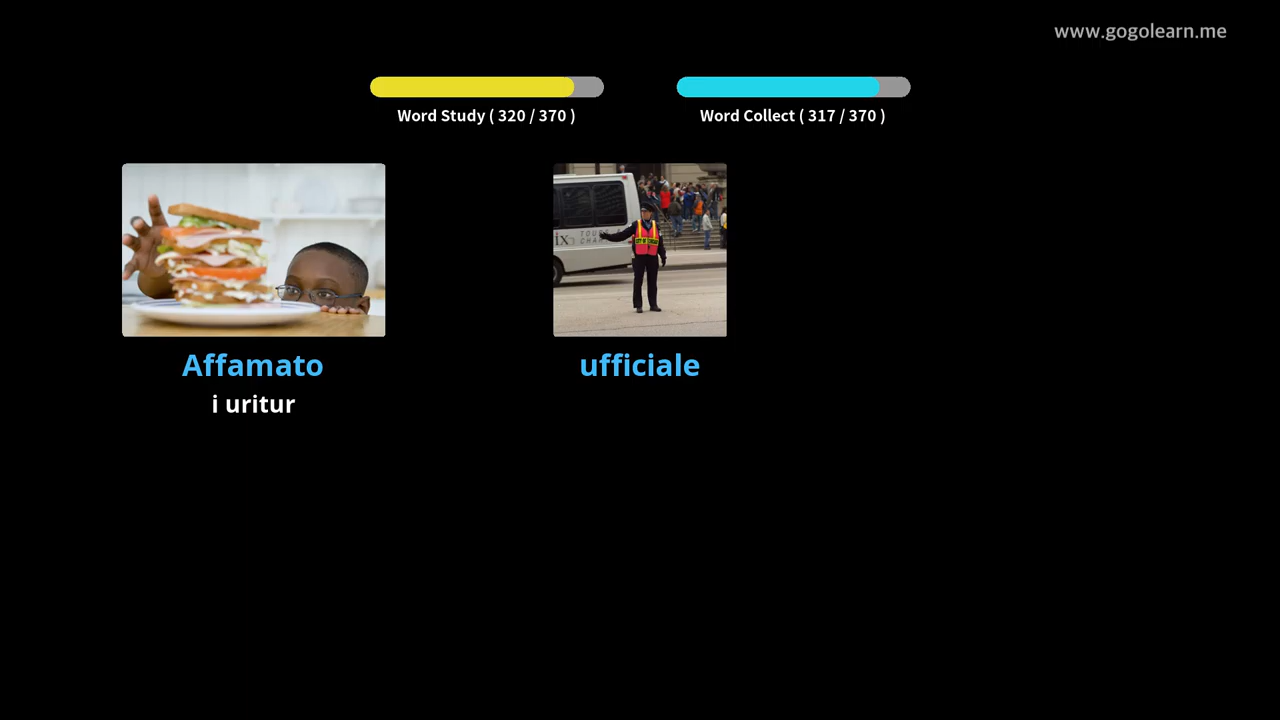 www.gogolearn.me
Word Study ( 320 / 370 )
Word Collect ( 317 / 370 )
Affamato
i uritur
ufficiale